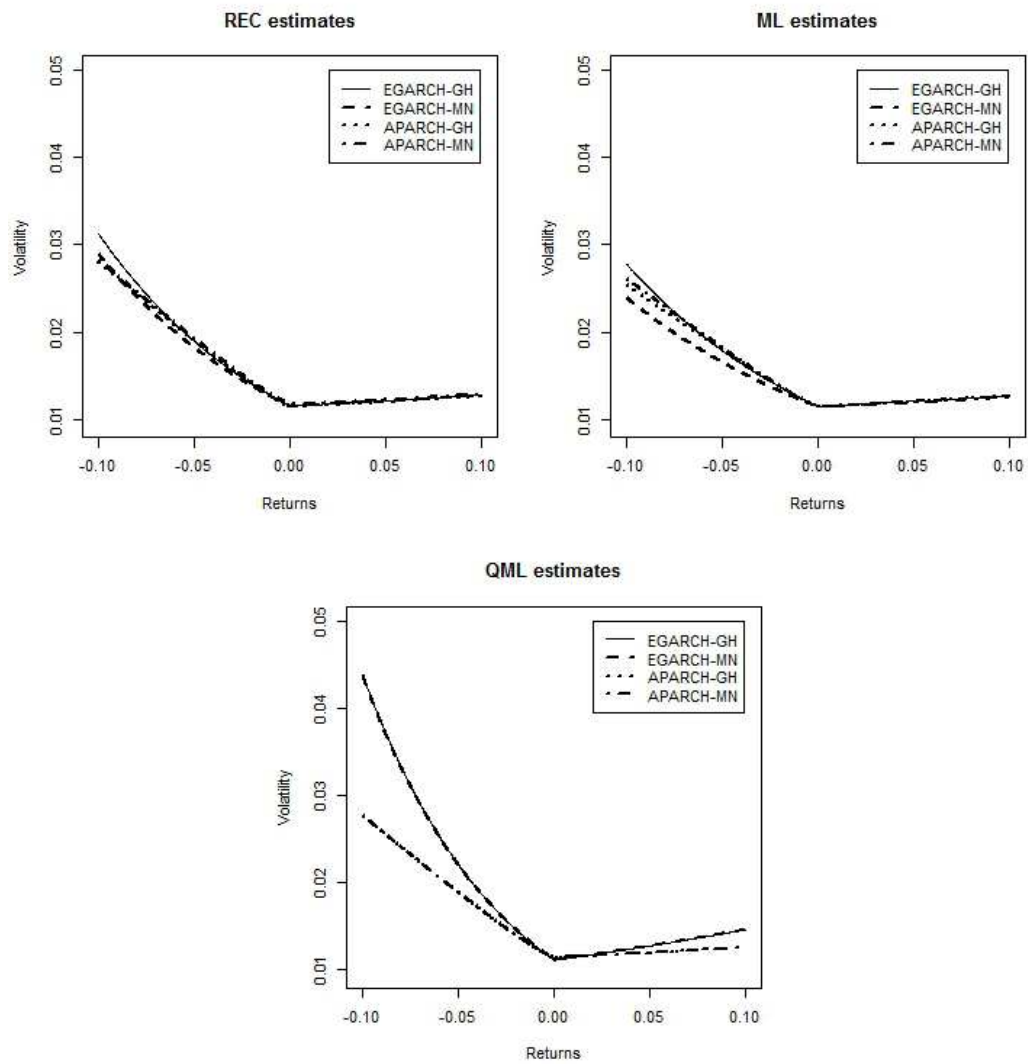 REC estimates
EGARCH-GH
EGARCH-MN
APARCH-GH
APARCH-MN
Volatility
0.05
0.04
0.03
0.02
0.01
-0.10 -0.05 0.00 0.05 0.10
Returns
ML estimates
EGARCH-GH
EGARCH-MN
APARCH-GH
APARCH-MN
Volatility
0.05
0.04
0.03
0.02
0.01
-0.10 -0.05 0.00 0.05 0.10
Returns
QML estimates
EGARCH-GH
EGARCH-MN
APARCH-GH
APARCH-MN
Volatility
0.05
0.04
0.03
0.02
0.01
-0.10 -0.05 0.00 0.05 0.10
Returns